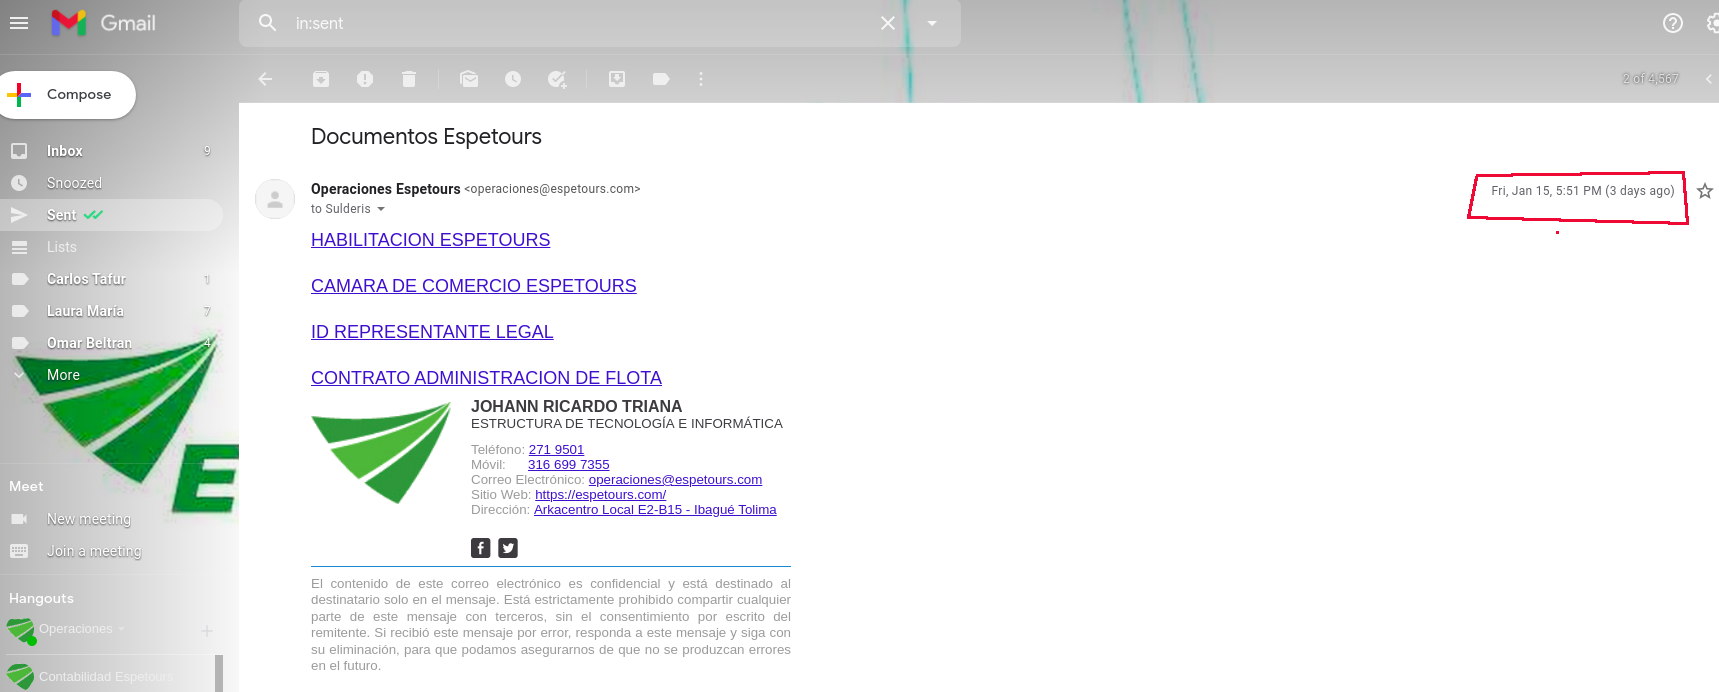 Gmail
in:sent
2 of 4,567
Compose
Inbox 9
Snoozed
Sent
Lists
Carlos Tafur 1
Laura María 7
Omar Beltran 4
More
E
Meet
New meeting
Join a meeting
Hangouts
Operaciones
Contabilidad Espetours
Documentos Espetours
Operaciones Espetours <operaciones@espetours.com>
Fri, Jan 15, 5:51 PM (3 days ago)
to Sulderis
HABILITACION ESPETOURS
CAMARA DE COMERCIO ESPETOURS
ID REPRESENTANTE LEGAL
CONTRATO ADMINISTRACION DE FLOTA
JOHANN RICARDO TRIANA
ESTRUCTURA DE TECNOLOGÍA E INFORMÁTICA
Teléfono: 271 9501
Móvil: 316 699 7355
Correo Electrónico: operaciones@espetours.com
Sitio Web: https://espetours.com/
Dirección: Arkacentro Local E2-B15 - Ibagué Tolima
El contenido de este correo electrónico es confidencial y está destinado al
destinatario solo en el mensaje. Está estrictamente prohibido compartir cualquier
parte de este mensaje con terceros, sin el consentimiento por escrito del
remitente. Si recibió este mensaje por error, responda a este mensaje y siga con
su eliminación, para que podamos asegurarnos de que no se produzcan errores
en el futuro.